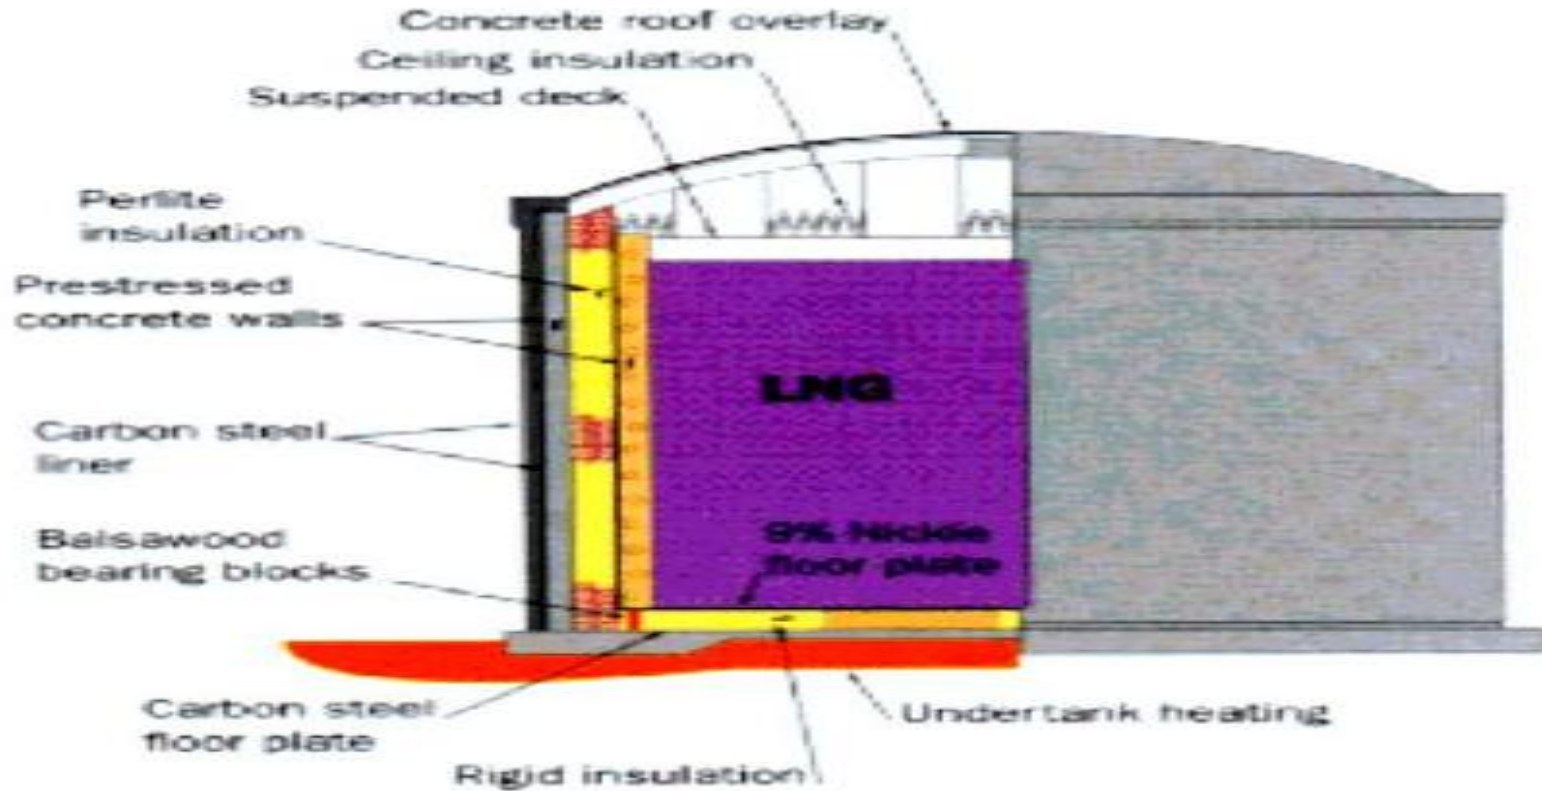 Concrete roof overlay
Ceiling insulation
Suspended deck
Perlite
insulation
Prestressed
concrete walls
LNG
Carbon steel
liner
9% Nickle
floor plate
Balsawood
bearing blocks
Carbon steel
floor plate
Undertank heating
Rigid insulation